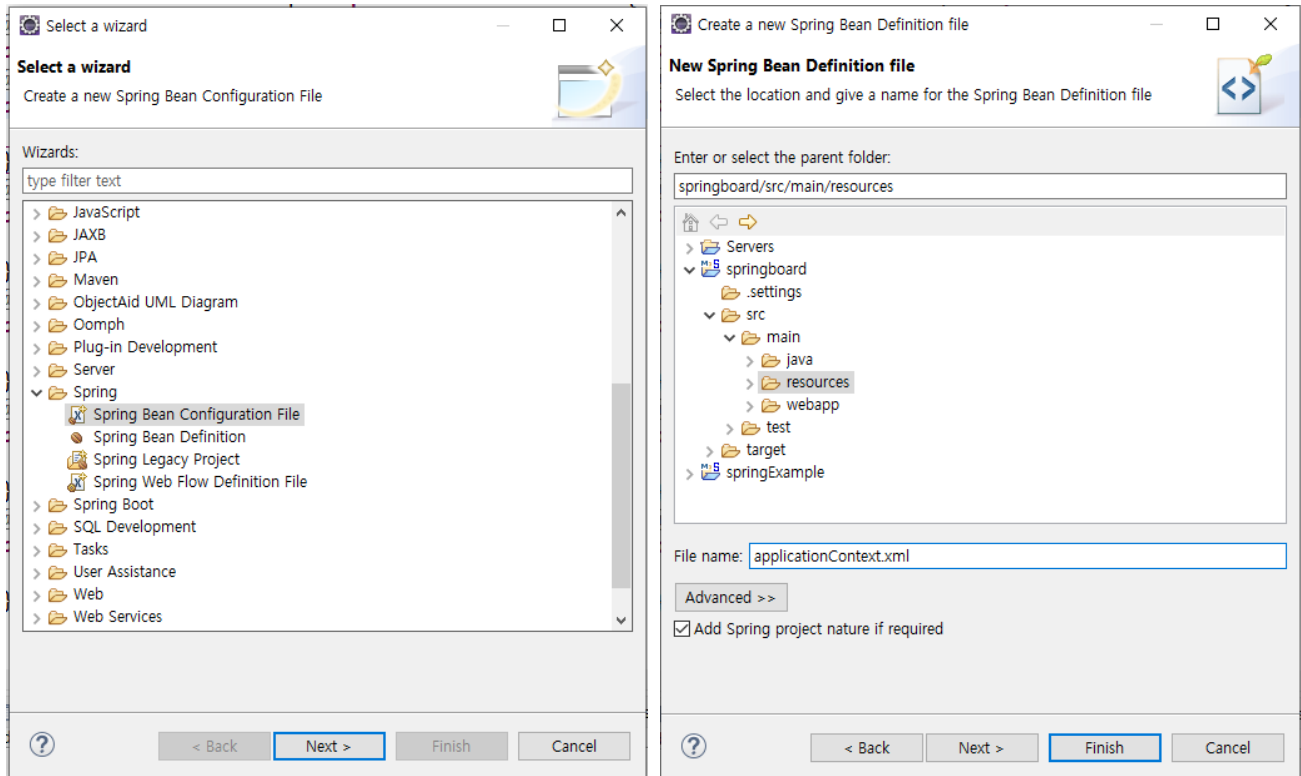 Select a wizard
Select a wizard
Create a new Spring Bean Configuration File
Wizards:
type filter text
JavaScript
JAXB
JPA
Maven
ObjectAid UML Diagram
Oomph
Plug-in Development
Server
Spring
Spring Bean Configuration File
Spring Bean Definition
Spring Legacy Project
Spring Web Flow Definition File
Spring Boot
SQL Development
Tasks
User Assistance
Web
Web Services
< Back
Next >
Finish
Cancel
Create a new Spring Bean Definition file
New Spring Bean Definition file
Select the location and give a name for the Spring Bean Definition file
Enter or select the parent folder:
springboard/src/main/resources
Servers
springboard
.settings
src
main
java
resources
webapp
test
target
springExample
File name: applicationContext.xml
Advanced >>
Add Spring project nature if required
< Back
Next >
Finish
Cancel